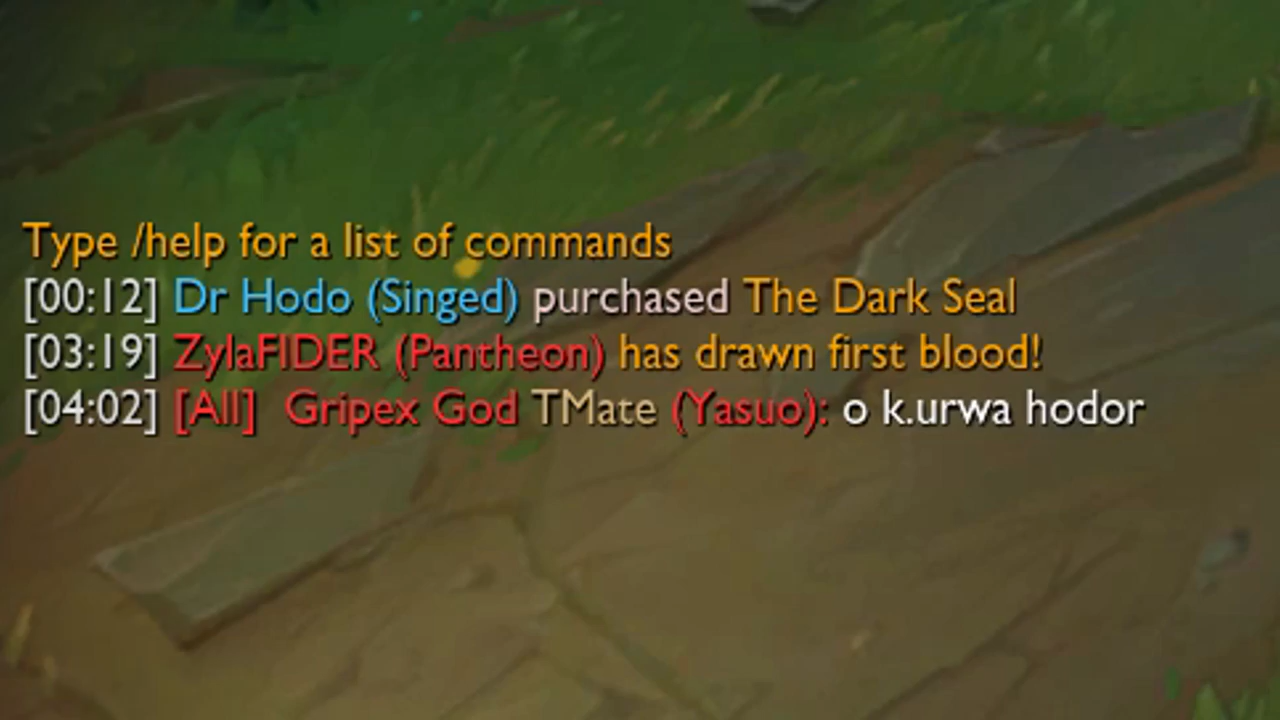 Type /help for a list of commands
[00:12] Dr Hodo (Singed) purchased The Dark Seal
[03:19] ZylaFIDER (Pantheon) has drawn first blood!
[04:02] [All] Gripex God TMate (Yasuo): o k.urwa hodor